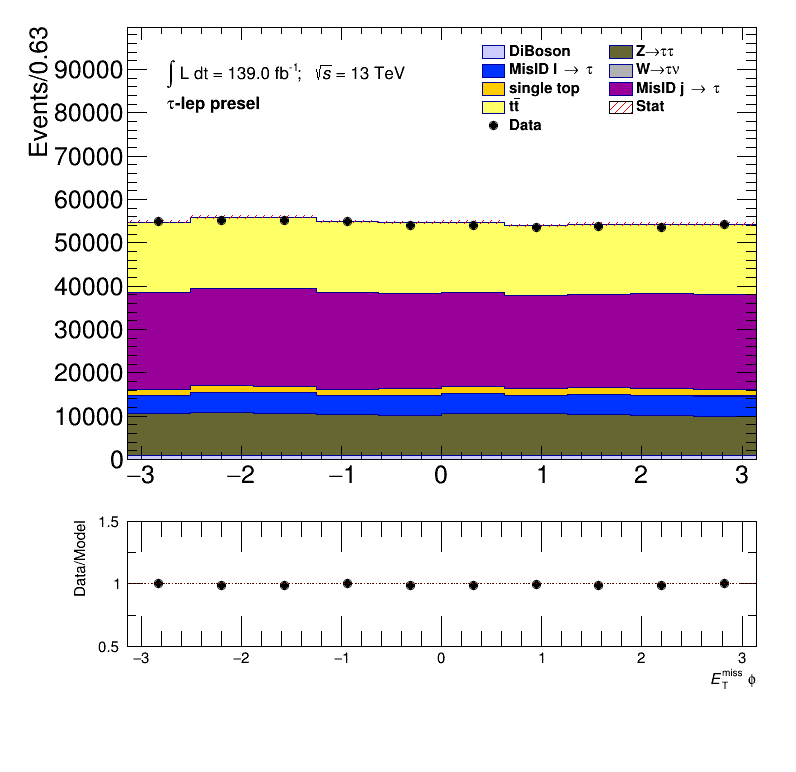 Events/0.63
90000
80000
70000
60000
50000
40000
30000
20000
10000
0
∫ L dt = 139.0 fb⁻¹; √s = 13 TeV
τ-lep presel
DiBoson
Z→ττ
MisID l → τ
W→τν
single top
MisID j → τ
tt̄
Stat
Data
−3 −2 −1 0 1 2 3
Data/Model
1.5
1
0.5
−3 −2 −1 0 1 2 3
E_T^miss ϕ